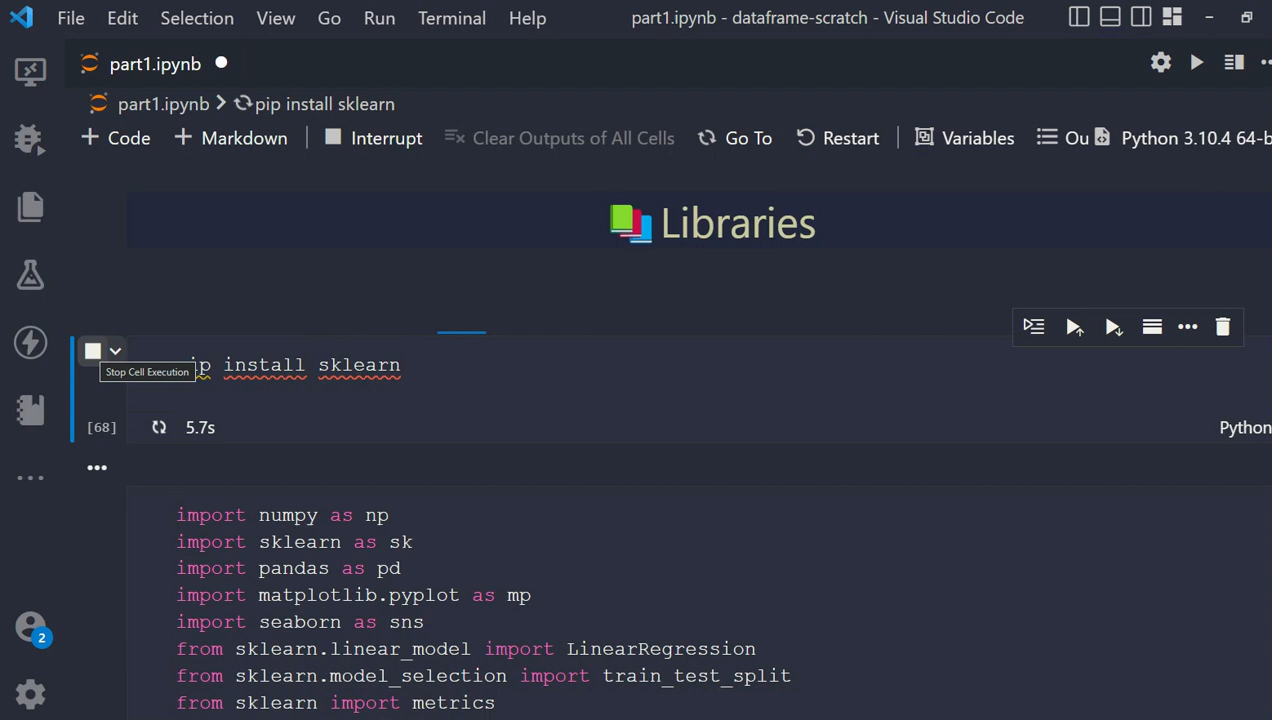 File Edit Selection View Go Run Terminal Help part1.ipynb - dataframe-scratch - Visual Studio Code
part1.ipynb
part1.ipynb > pip install sklearn
+ Code + Markdown Interrupt Clear Outputs of All Cells Go To Restart Variables Ou Python 3.10.4 64-b
Libraries
ip install sklearn
Stop Cell Execution
[68] 5.7s Python
import numpy as np
import sklearn as sk
import pandas as pd
import matplotlib.pyplot as mp
import seaborn as sns
from sklearn.linear_model import LinearRegression
2
from sklearn.model_selection import train_test_split
from sklearn import metrics